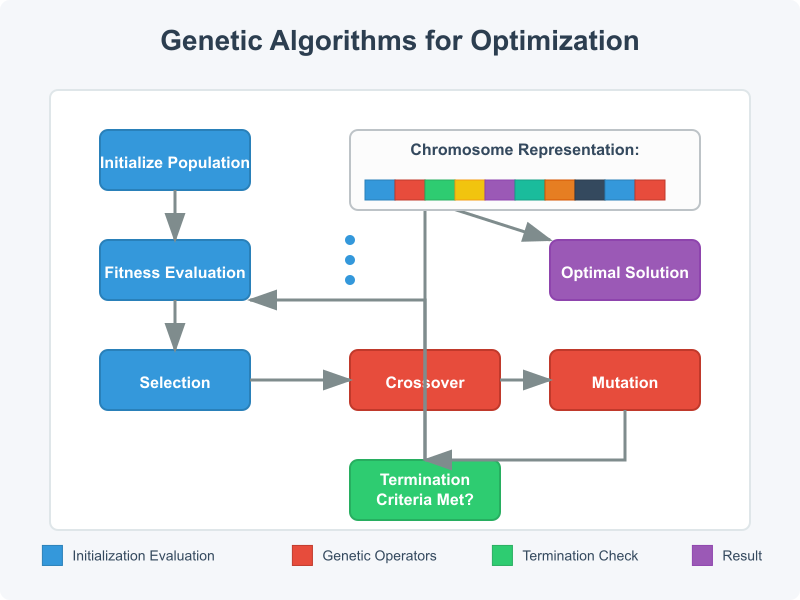 Genetic Algorithms for Optimization
Initialize Population
Chromosome Representation:
Fitness Evaluation
Optimal Solution
Selection
Crossover
Mutation
Termination
Criteria Met?
Initialization Evaluation
Genetic Operators
Termination Check
Result